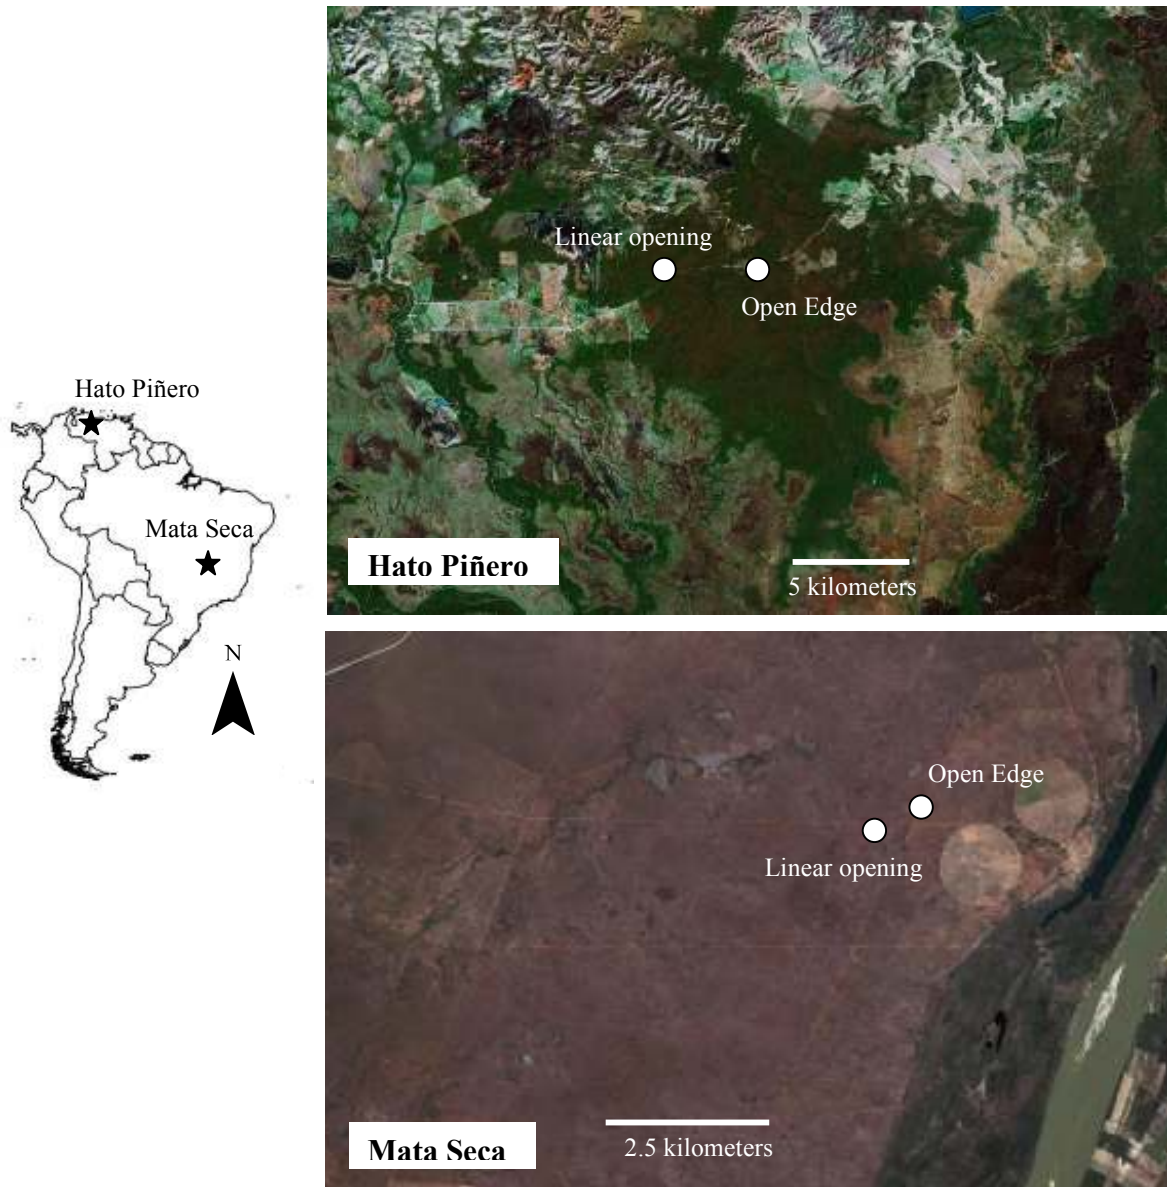 Hato Piñero
Mata Seca
N
Linear opening
Open Edge
Hato Piñero
5 kilometers
Open Edge
Linear opening
Mata Seca
2.5 kilometers